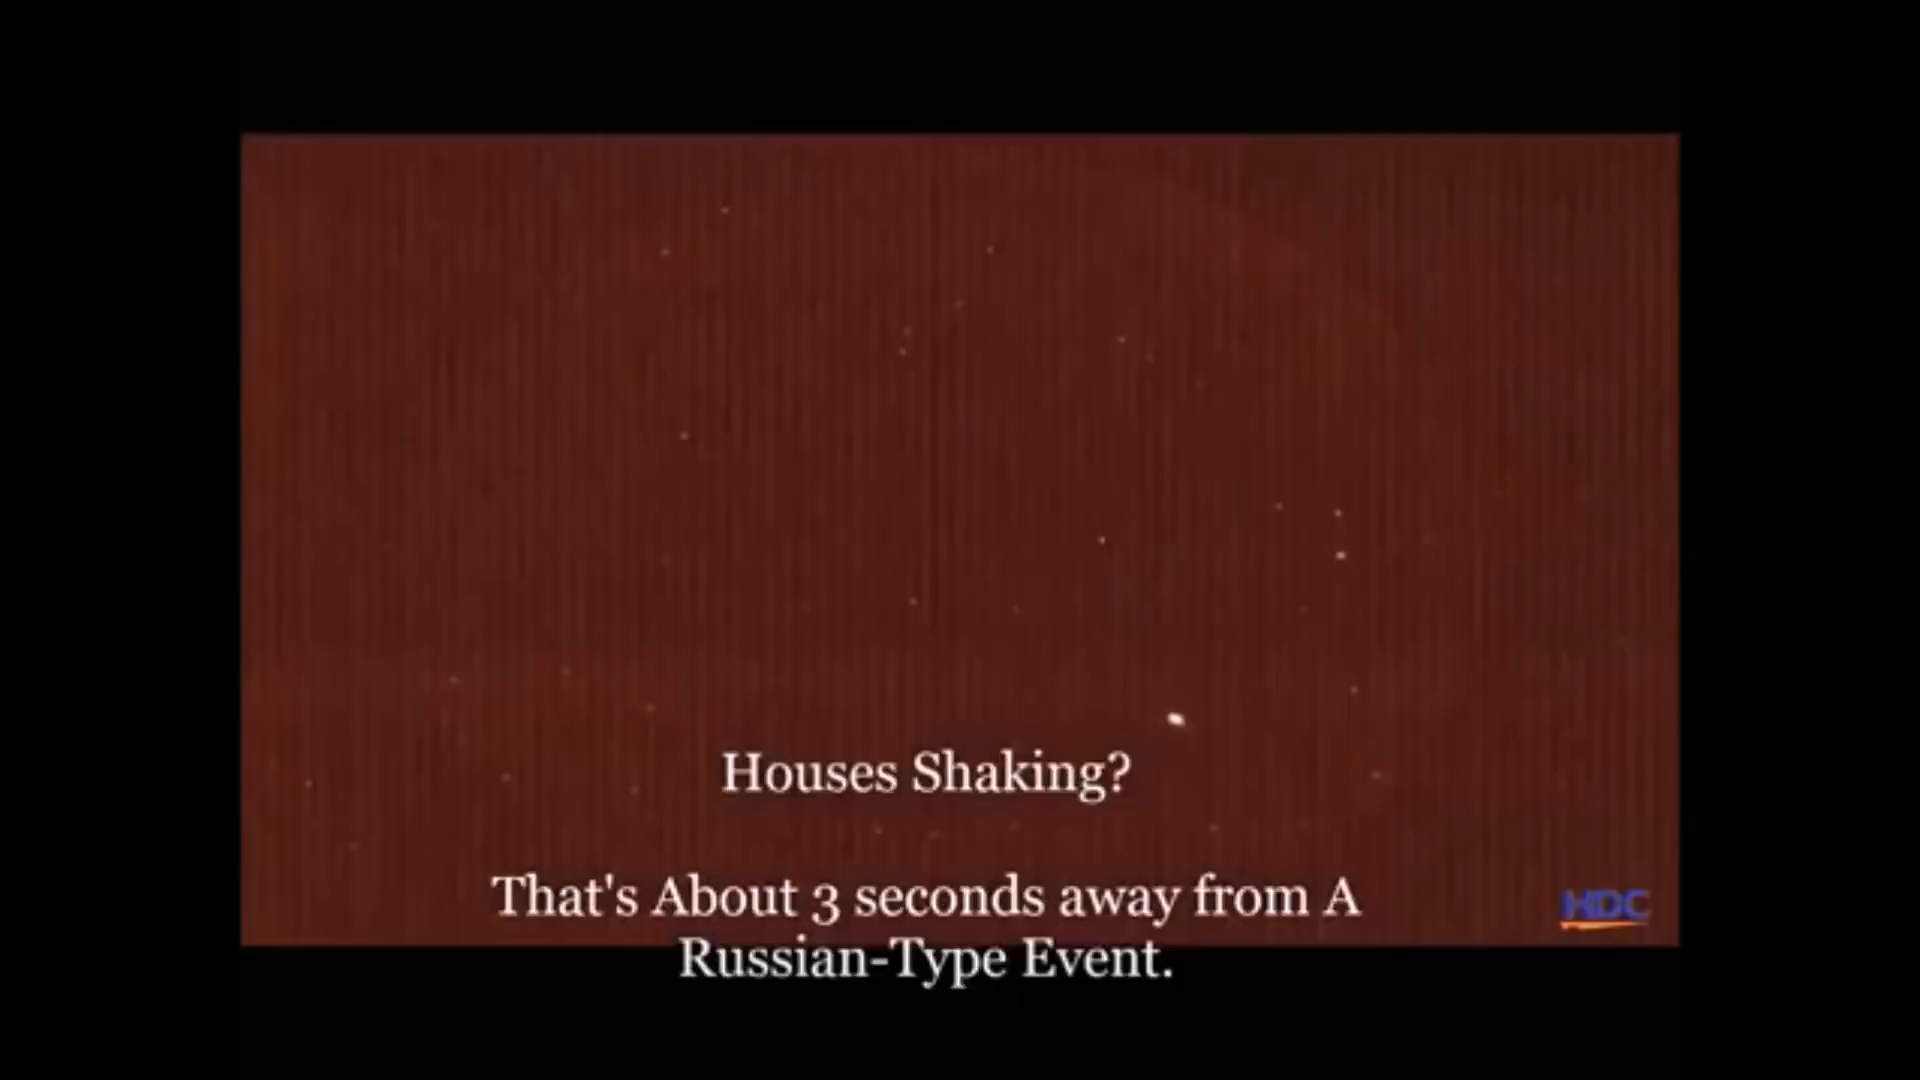 Houses Shaking?
That's About 3 seconds away from A
Russian-Type Event.
HDC